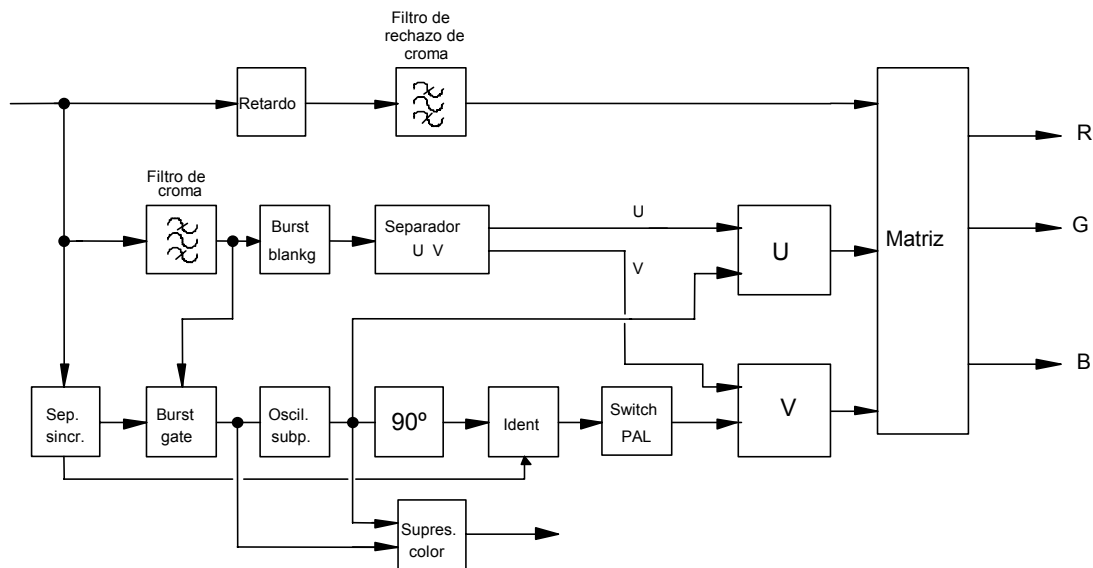 Filtro de
rechazo de
croma
Retardo
R
Filtro de
croma
Burst
blankg
Separador
U V
U
V
U
Matriz
G
B
Sep.
sincr.
Burst
gate
Oscil.
subp.
90º
Ident
Switch
PAL
V
Supres.
color